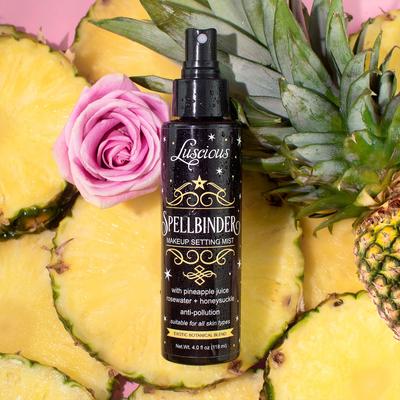 Luscious
SPELLBINDER
MAKEUP SETTING MIST
with pineapple juice
rosewater + honeysuckle
anti-pollution
suitable for all skin types
EXOTIC BOTANICAL BLEND
Net Wt. 4.0 fl oz (118 ml)